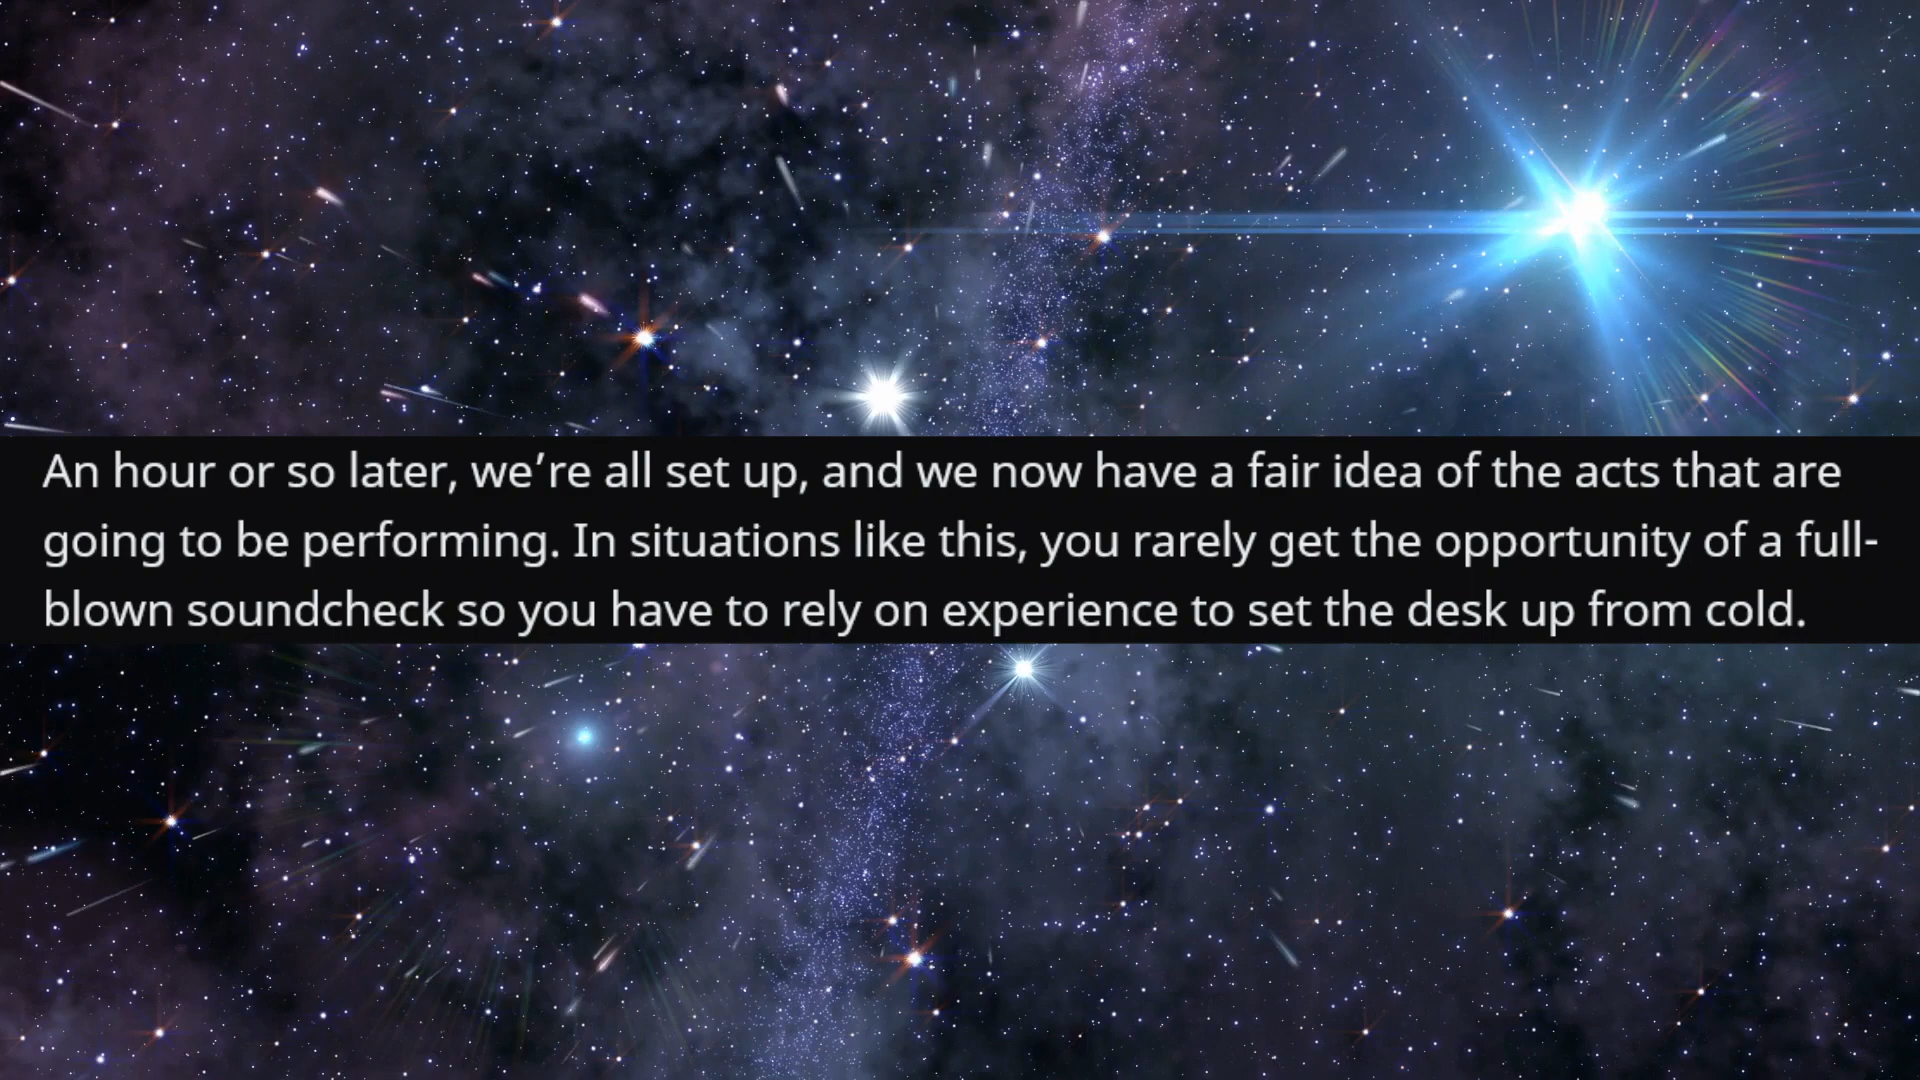 An hour or so later, we’re all set up, and we now have a fair idea of the acts that are
going to be performing. In situations like this, you rarely get the opportunity of a full-
blown soundcheck so you have to rely on experience to set the desk up from cold.